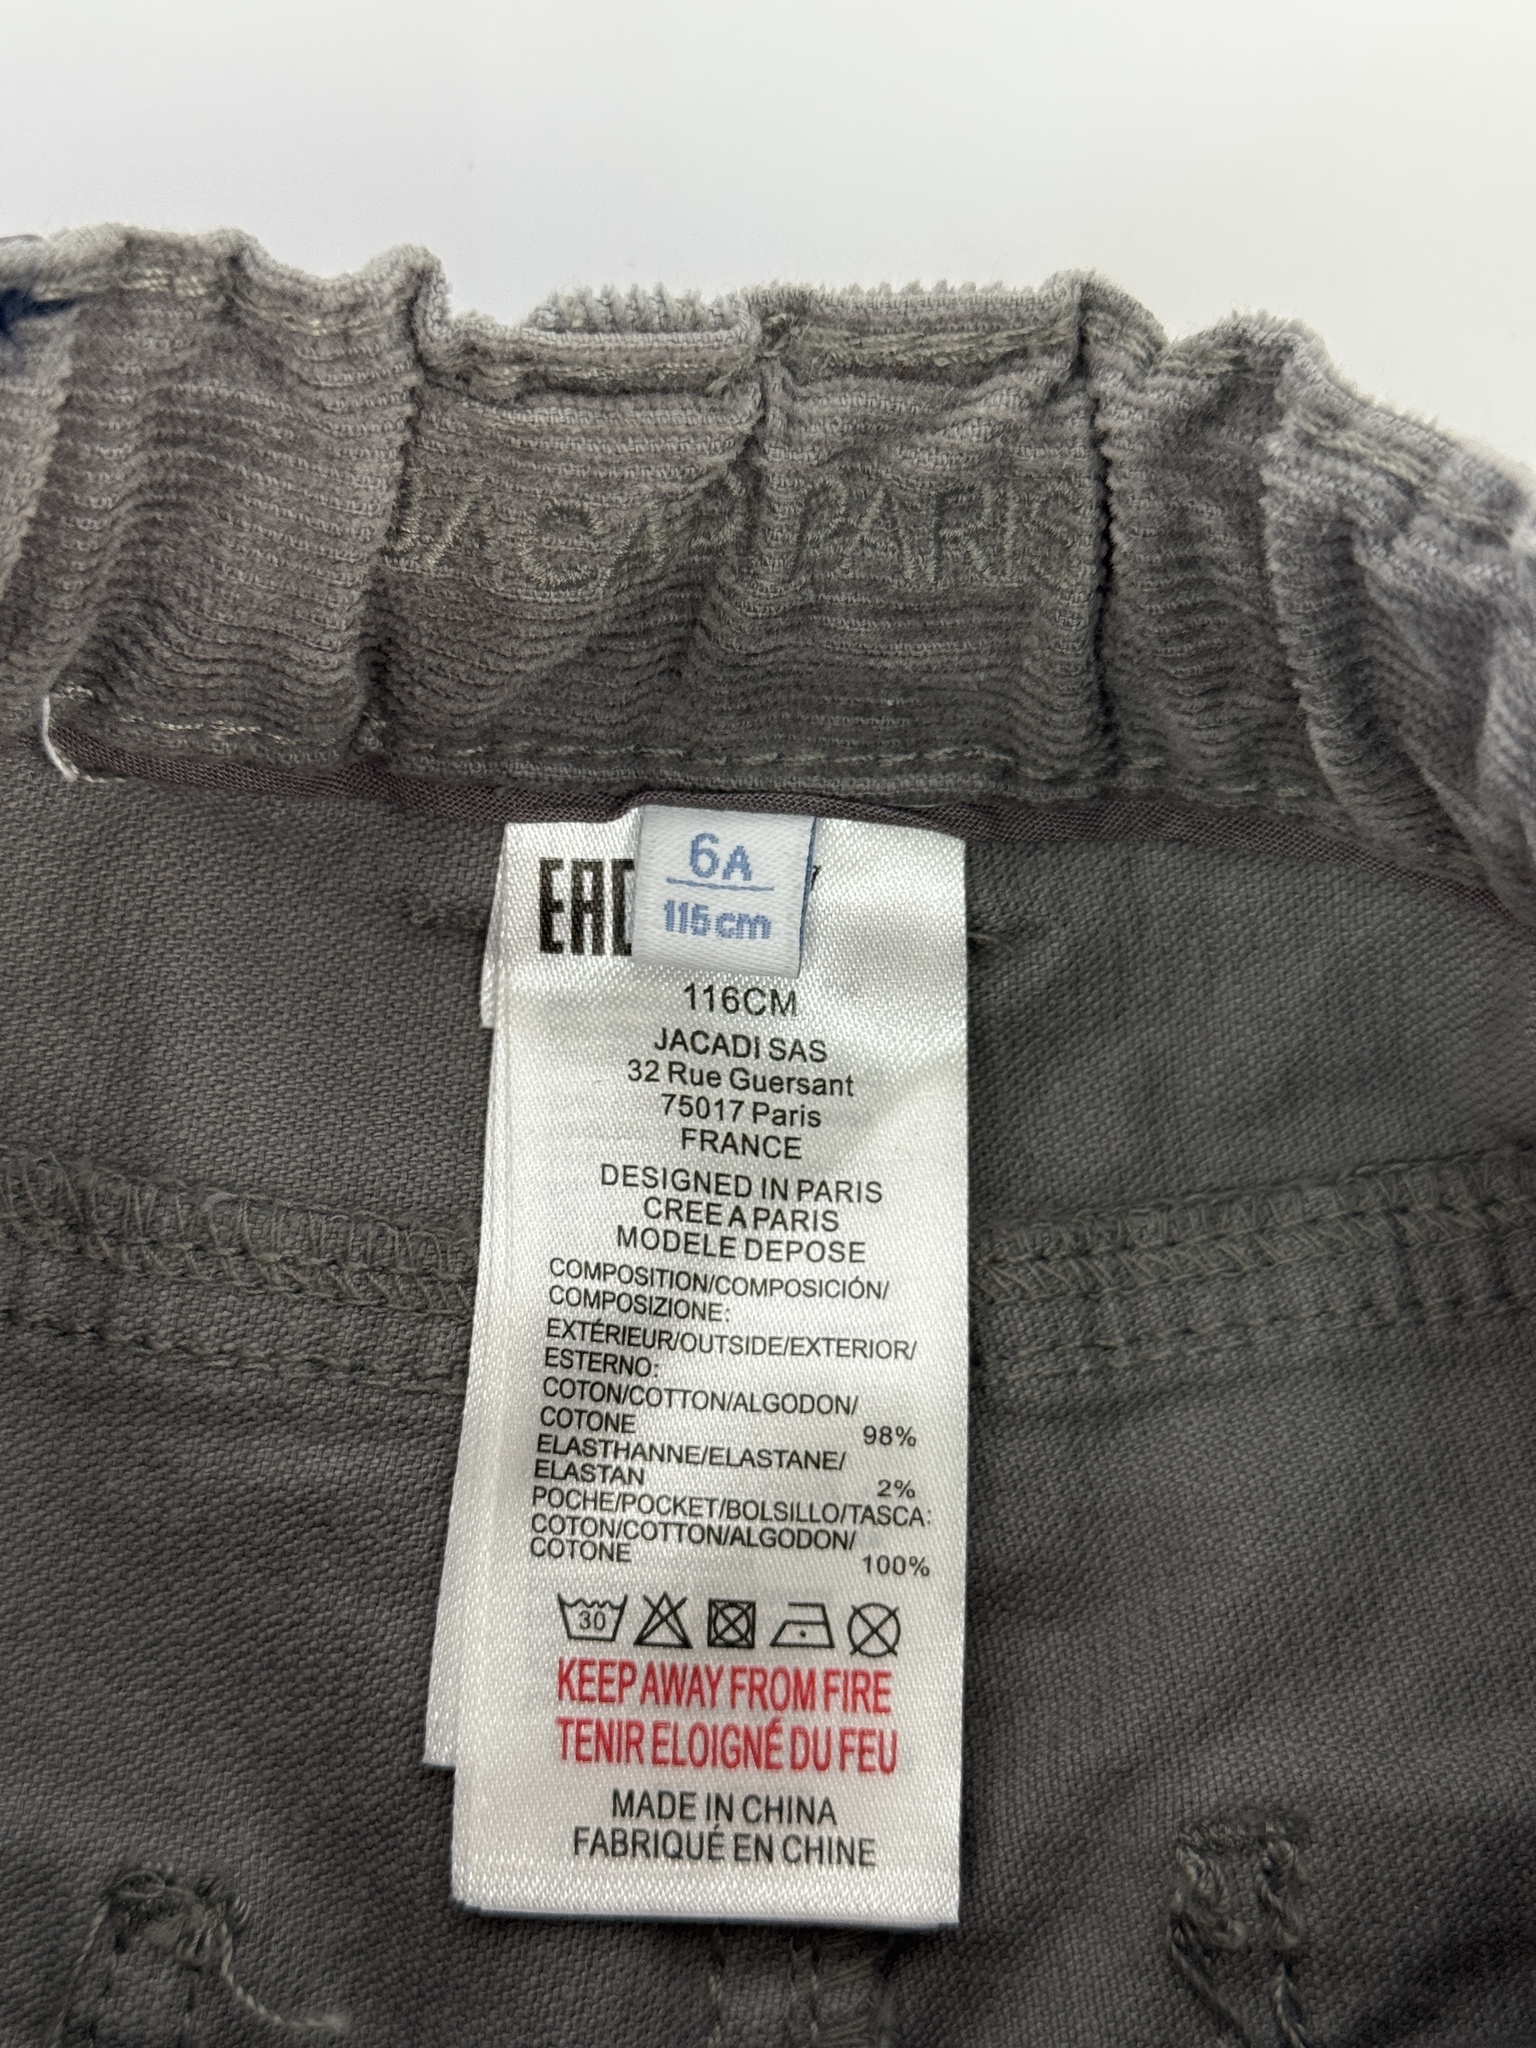 JACADI PARIS
6A
115cm
EAC
116CM
JACADI SAS
32 Rue Guersant
75017 Paris
FRANCE
DESIGNED IN PARIS
CREE A PARIS
MODELE DEPOSE
COMPOSITION/COMPOSICIÓN/
COMPOSIZIONE:
EXTÉRIEUR/OUTSIDE/EXTERIOR/
ESTERNO:
COTON/COTTON/ALGODON/
COTONE 98%
ELASTHANNE/ELASTANE/
ELASTAN 2%
POCHE/POCKET/BOLSILLO/TASCA:
COTON/COTTON/ALGODON/
COTONE 100%
30
KEEP AWAY FROM FIRE
TENIR ELOIGNÉ DU FEU
MADE IN CHINA
FABRIQUÉ EN CHINE